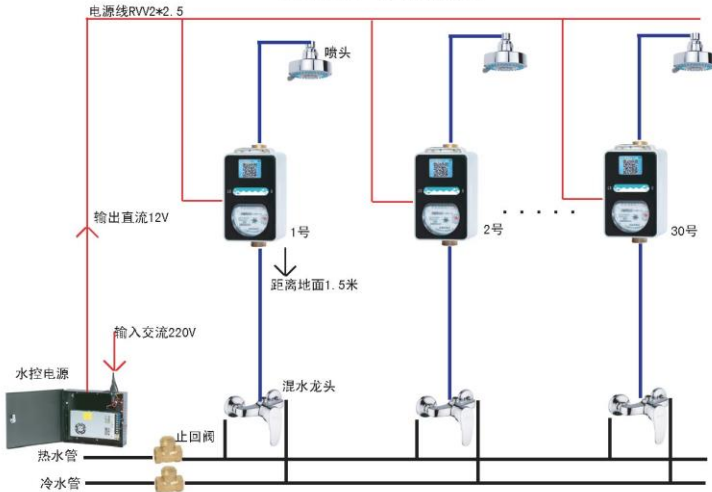 电源线RVV2*2.5
喷头
输出直流12V
1号
2号
30号
距离地面1.5米
输入交流220V
水控电源
混水龙头
止回阀
热水管
冷水管